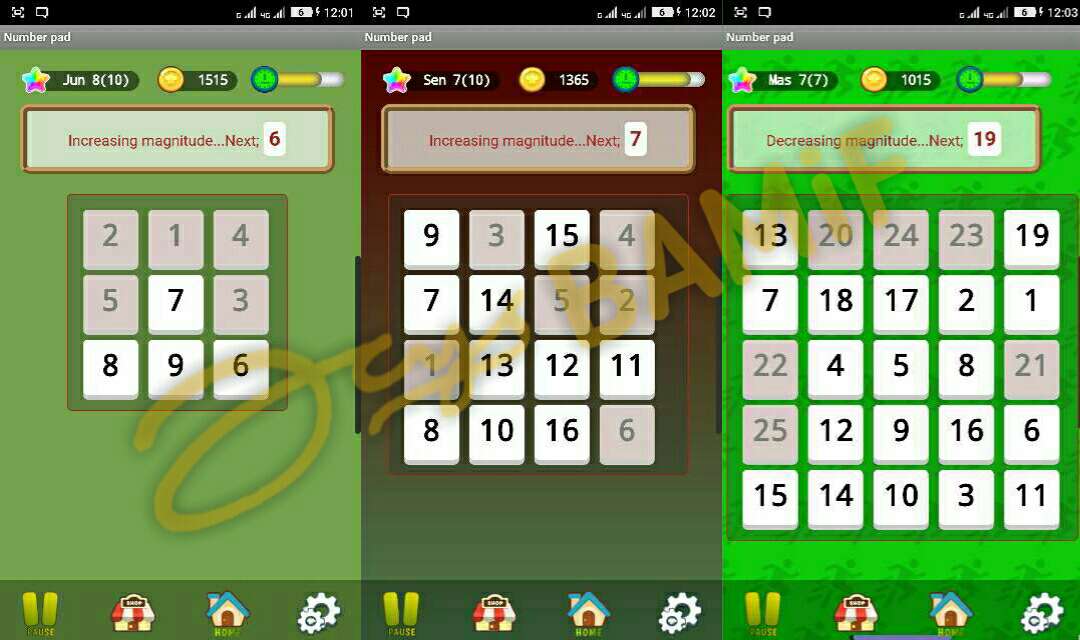 4G 6 12:01
Number pad
Jun 8(10) 1515
Increasing magnitude...Next; 6
2 1 4
5 7 3
8 9 6
PAUSE SHOP HOME
4G 6 12:02
Number pad
Sen 7(10) 1365
Increasing magnitude...Next; 7
9 3 15 4
7 14 5 2
1 13 12 11
8 10 16 6
PAUSE SHOP HOME
4G 6 12:03
Number pad
Mas 7(7) 1015
Decreasing magnitude...Next; 19
13 20 24 23 19
7 18 17 2 1
22 4 5 8 21
25 12 9 16 6
15 14 10 3 11
PAUSE SHOP HOME
BAMiF